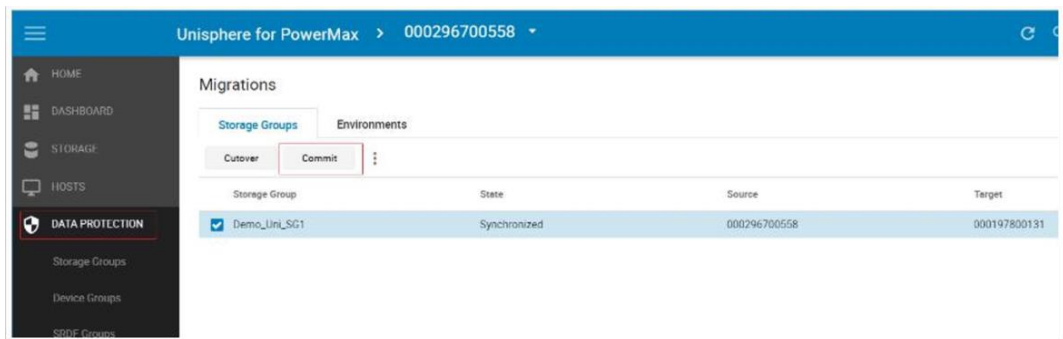 Unisphere for PowerMax > 000296700558
HOME
DASHBOARD
STORAGE
HOSTS
DATA PROTECTION
Storage Groups
Device Groups
SRDF Groups
Migrations
Storage Groups Environments
Cutover Commit
Storage Group State Source Target
Demo_Uni_SG1 Synchronized 000296700558 000197800131